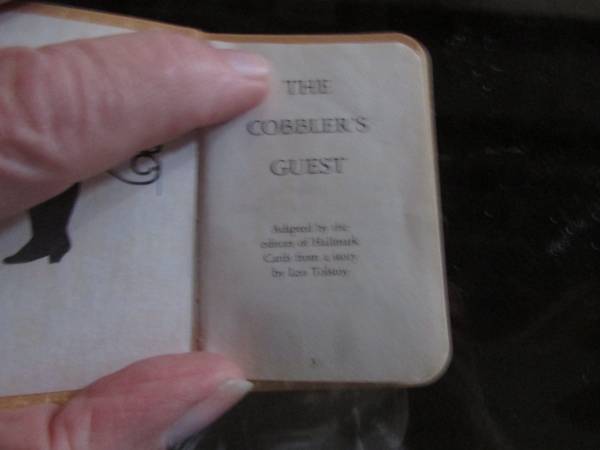 THE
COBBLER'S
GUEST
Adapted by the
editors of Hallmark
Cards from a story
by Leo Tolstoy